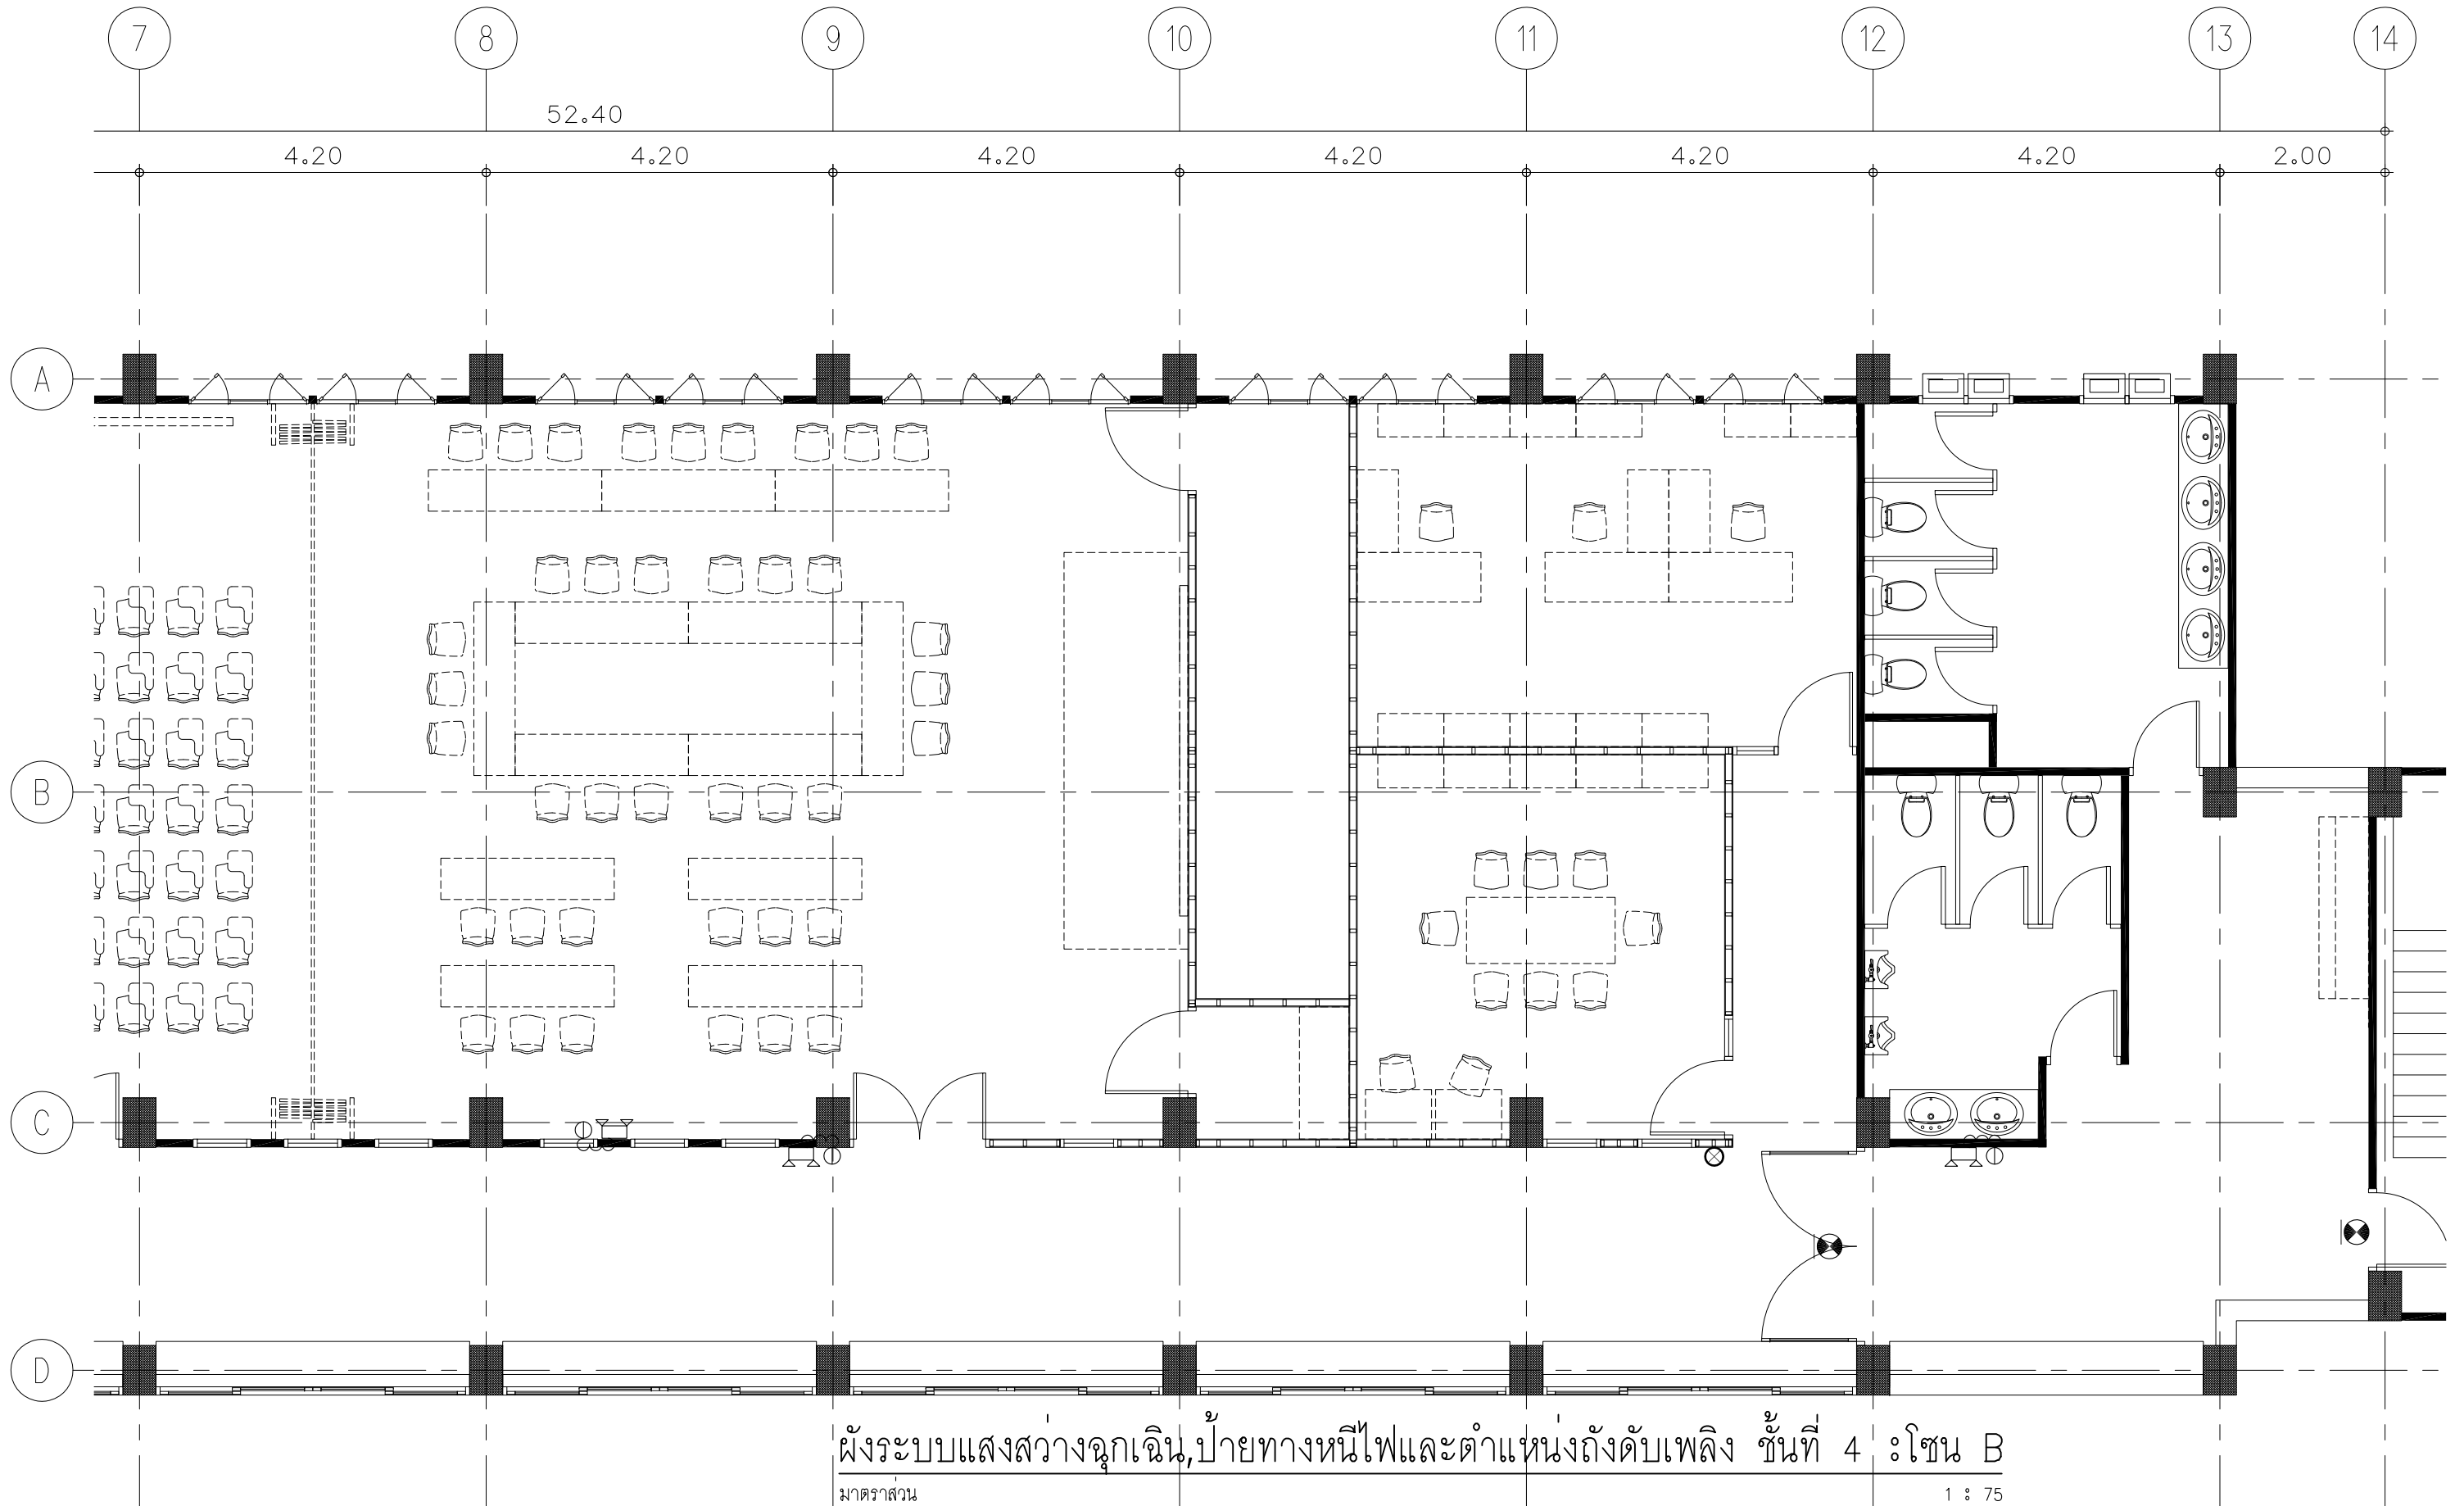 7 8 9 10 11 12 13 14
52.40
4.20 4.20 4.20 4.20 4.20 4.20 2.00
A
B
C
D
ผังระบบแสงสว่างฉุกเฉิน,ป้ายทางหนีไฟและตำแหน่งถังดับเพลิง ชั้นที่ 4 :โซน B
มาตราส่วน 1 : 75